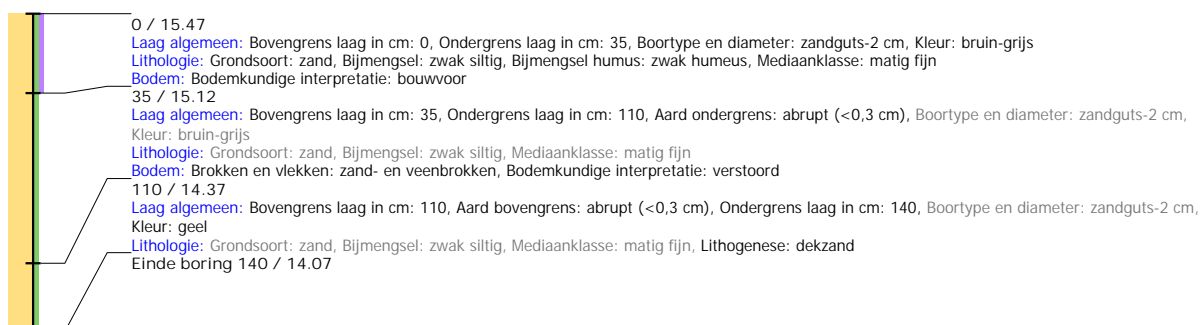 0 / 15.47
Laag algemeen: Bovengrens laag in cm: 0, Ondergrens laag in cm: 35, Boortype en diameter: zandguts-2 cm, Kleur: bruin-grijs
Lithologie: Grondsoort: zand, Bijmengsel: zwak siltig, Bijmengsel humus: zwak humeus, Mediaanklasse: matig fijn
Bodem: Bodemkundige interpretatie: bouwvoor
35 / 15.12
Laag algemeen: Bovengrens laag in cm: 35, Ondergrens laag in cm: 110, Aard ondergrens: abrupt (<0,3 cm), Boortype en diameter: zandguts-2 cm,
Kleur: bruin-grijs
Lithologie: Grondsoort: zand, Bijmengsel: zwak siltig, Mediaanklasse: matig fijn
Bodem: Brokken en vlekken: zand- en veenbrokken, Bodemkundige interpretatie: verstoord
110 / 14.37
Laag algemeen: Bovengrens laag in cm: 110, Aard bovengrens: abrupt (<0,3 cm), Ondergrens laag in cm: 140, Boortype en diameter: zandguts-2 cm,
Kleur: geel
Lithologie: Grondsoort: zand, Bijmengsel: zwak siltig, Mediaanklasse: matig fijn, Lithogenese: dekzand
Einde boring 140 / 14.07